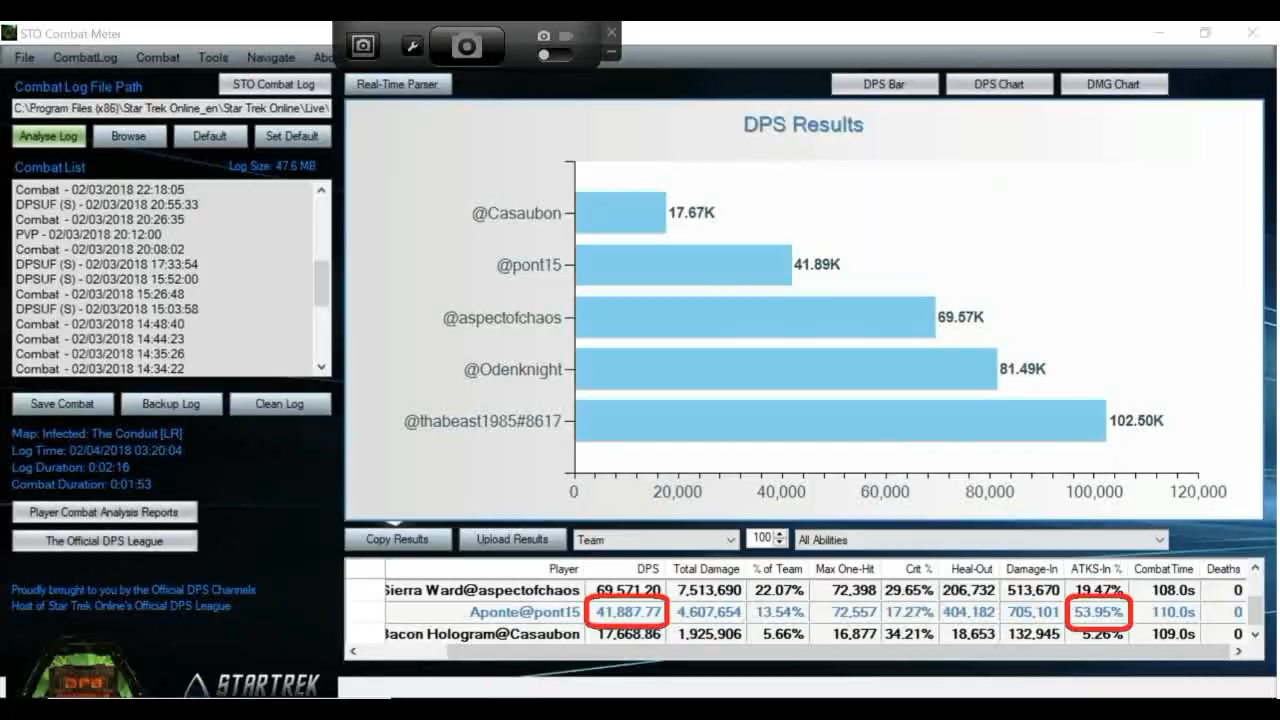 STO Combat Meter
File CombatLog Combat Tools Navigate Abo
Combat Log File Path STO Combat Log
C:\Program Files (x86)\Star Trek Online_en\Star Trek Online\Live\
Analyse Log Browse Default Set Default
Combat List Log Size: 47.6 MB
Combat - 02/03/2018 22:18:05
DPSUF (S) - 02/03/2018 20:55:33
Combat - 02/03/2018 20:26:35
PVP - 02/03/2018 20:12:00
Combat - 02/03/2018 20:08:02
DPSUF (S) - 02/03/2018 17:33:54
DPSUF (S) - 02/03/2018 15:52:00
Combat - 02/03/2018 15:26:48
DPSUF (S) - 02/03/2018 15:03:58
Combat - 02/03/2018 14:48:40
Combat - 02/03/2018 14:44:23
Combat - 02/03/2018 14:35:26
Combat - 02/03/2018 14:34:22
Save Combat Backup Log Clean Log
Map: Infected: The Conduit [LR]
Log Time: 02/04/2018 03:20:04
Log Duration: 0:02:16
Combat Duration: 0:01:53
Player Combat Analysis Reports
The Official DPS League
Proudly brought to you by the Official DPS Channels
Host of Star Trek Online's Official DPS League
DPS
STARTREK
Real-Time Parser DPS Bar DPS Chart DMG Chart
DPS Results
@Casaubon 17.67K
@pont15 41.89K
@aspectofchaos 69.57K
@Odenknight 81.49K
@thabeast1985#8617 102.50K
0 20,000 40,000 60,000 80,000 100,000 120,000
Copy Results Upload Results Team 100 All Abilities
Player DPS Total Damage % of Team Max One-Hit Crit % Heal-Out Damage-In ATKS-In % CombatTime Deaths
Sierra Ward@aspectofchaos 69,571.20 7,513,690 22.07% 72,398 29.65% 206,732 513,670 19.47% 108.0s 0
Aponte@pont15 41,887.77 4,607,654 13.54% 72,557 17.27% 404,182 705,101 53.95% 110.0s 0
Bacon Hologram@Casaubon 17,668.86 1,925,906 5.66% 16,877 34.21% 18,653 132,945 5.26% 109.0s 0